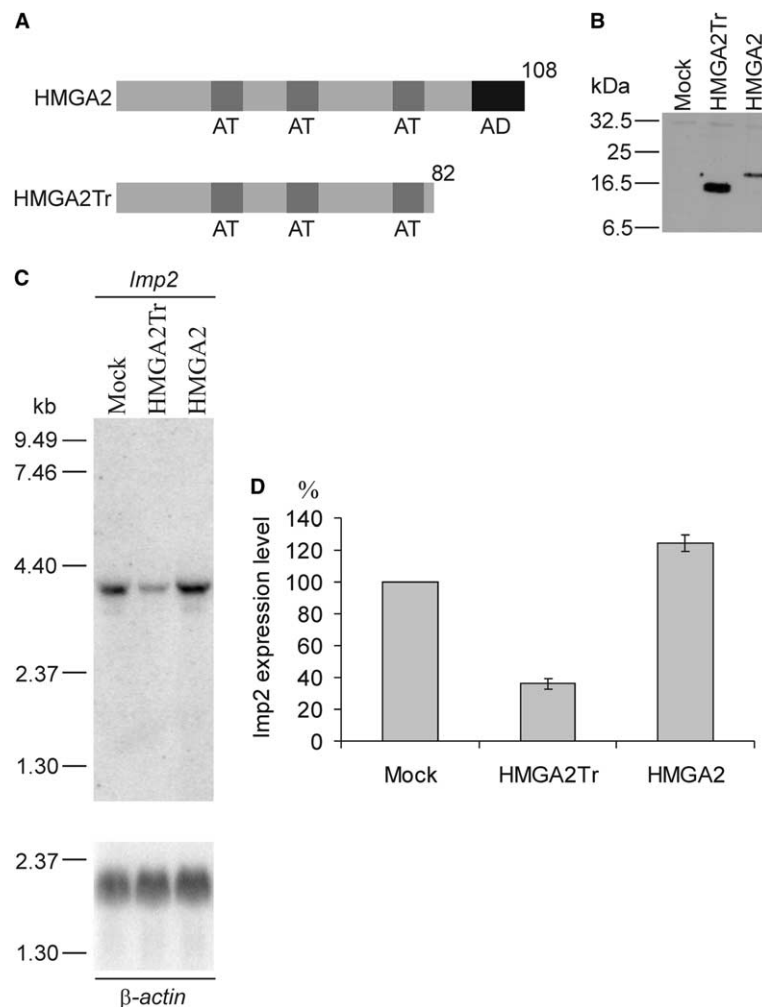 A
HMGA2
108
AT AT AT AD
HMGA2Tr
82
AT AT AT
B
kDa
Mock
HMGA2Tr
HMGA2
32.5
25
16.5
6.5
C
Imp2
Mock
HMGA2Tr
HMGA2
kb
9.49
7.46
4.40
2.37
1.30
2.37
1.30
β-actin
D
%
Imp2 expression level
140
120
100
80
60
40
20
0
Mock HMGA2Tr HMGA2